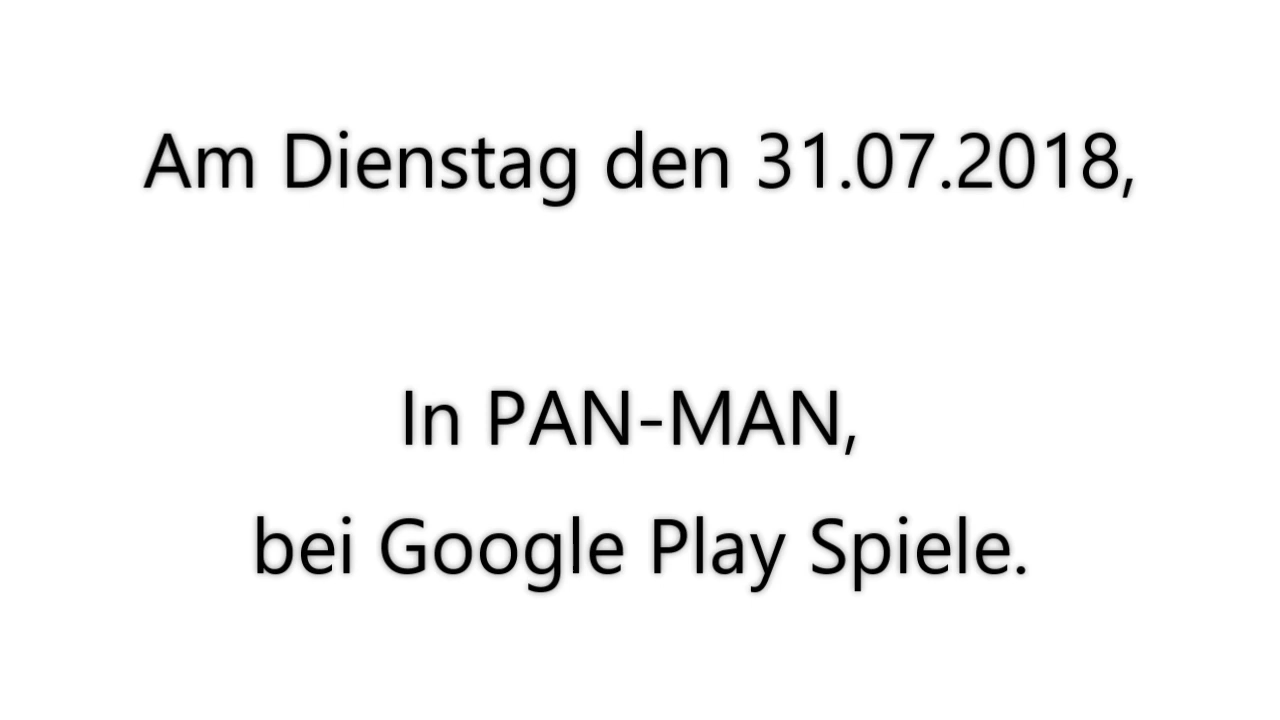 Am Dienstag den 31.07.2018,
In PAN-MAN,
bei Google Play Spiele.